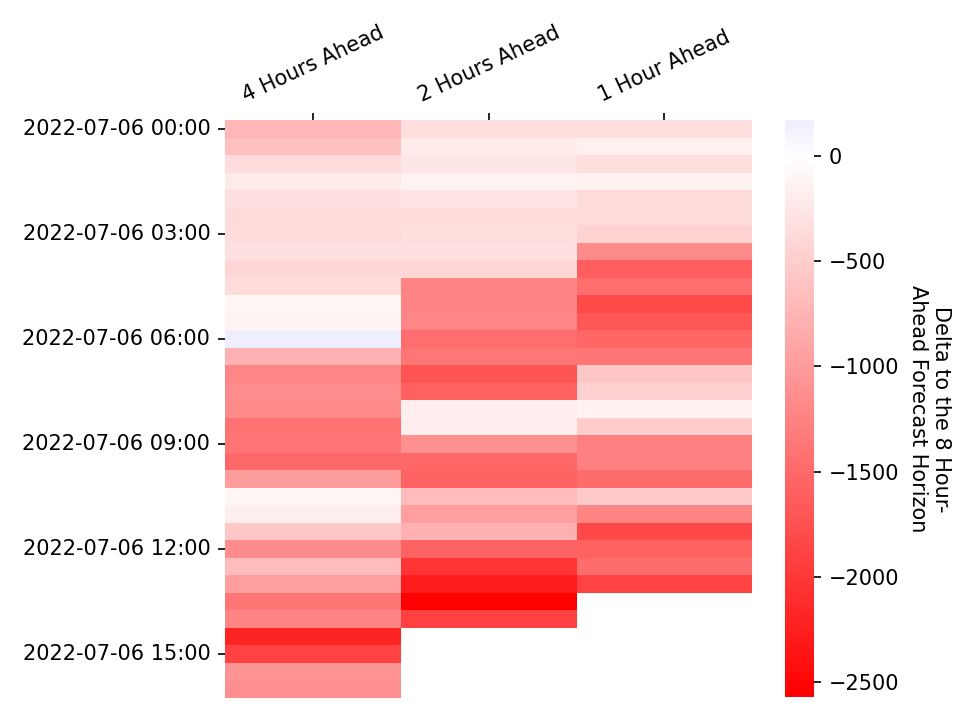 4 Hours Ahead
2 Hours Ahead
1 Hour Ahead
2022-07-06 00:00
2022-07-06 03:00
2022-07-06 06:00
2022-07-06 09:00
2022-07-06 12:00
2022-07-06 15:00
0
−500
−1000
−1500
−2000
−2500
Delta to the 8 Hour-
Ahead Forecast Horizon